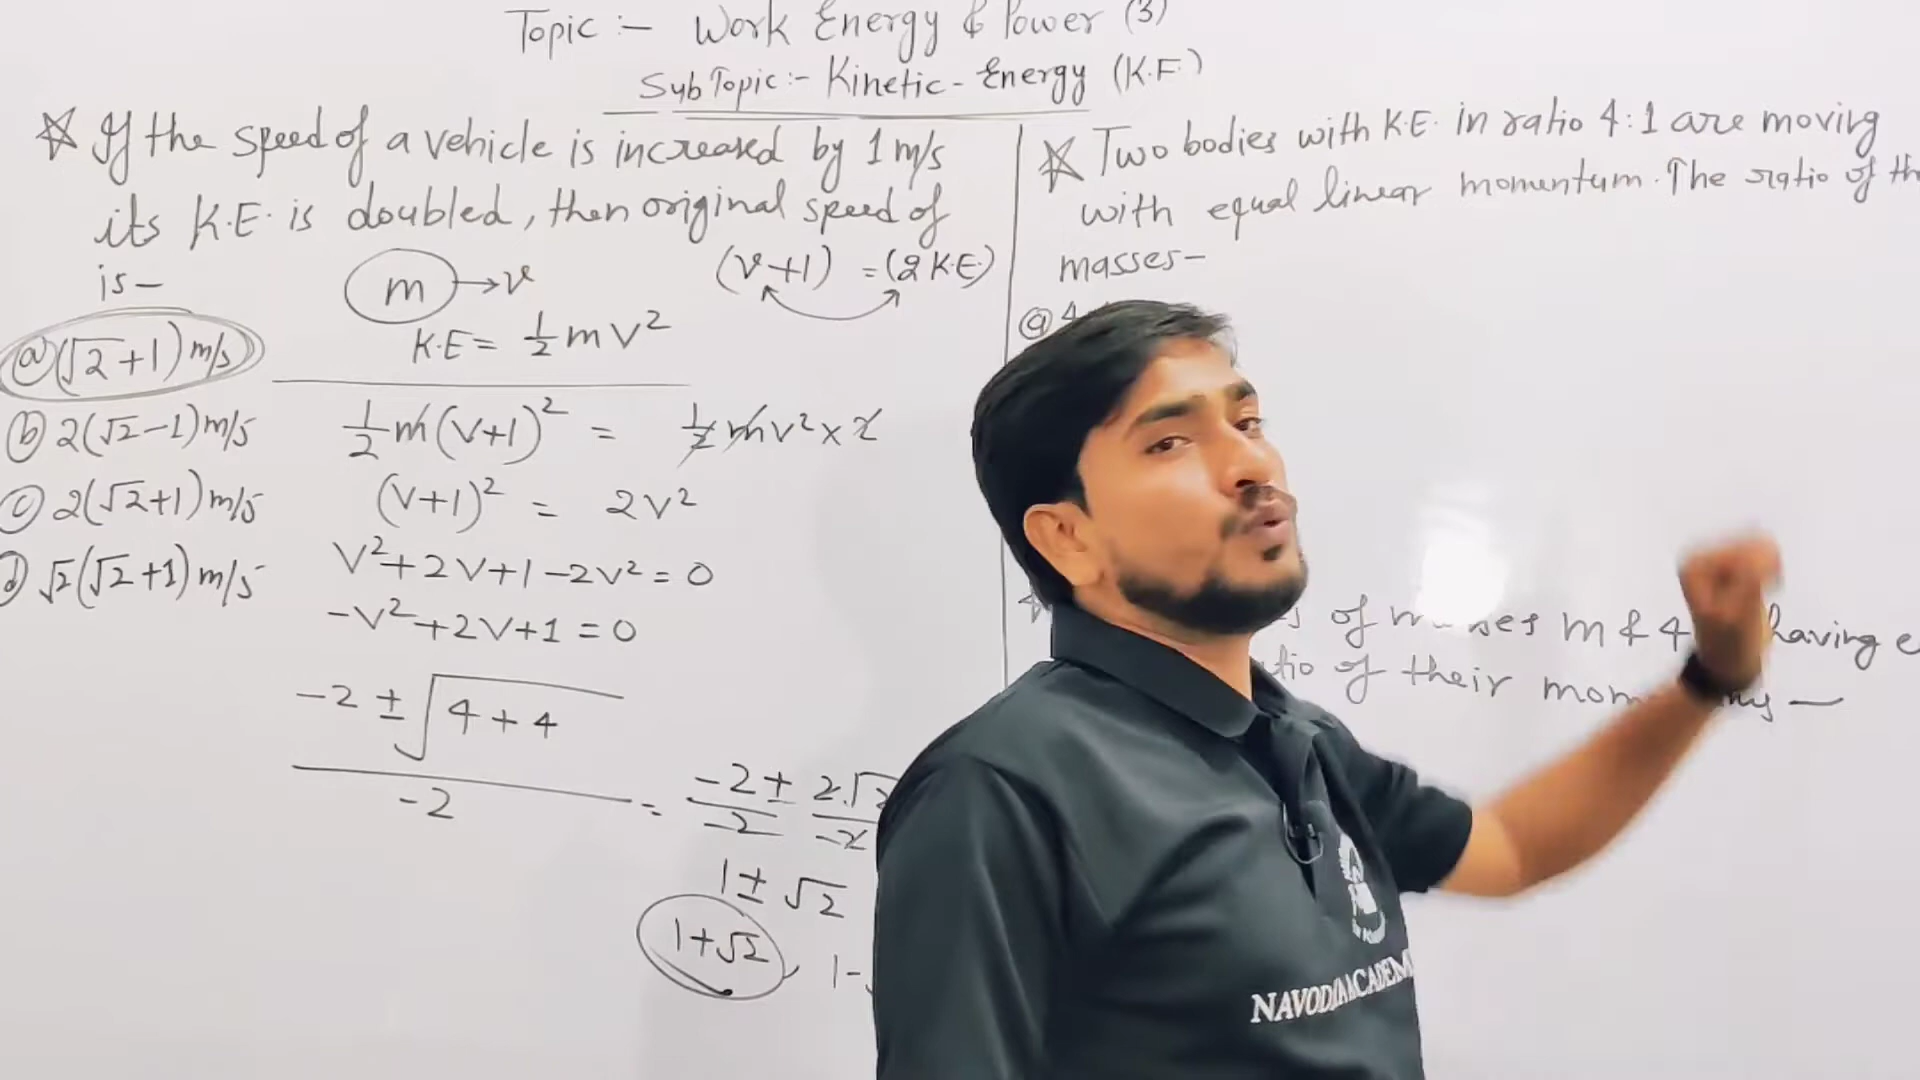 Topic :- Work Energy & Power (3)
Sub Topic :- Kinetic - Energy (K.E)
If the speed of a vehicle is increased by 1 m/s
its K.E. is doubled, then original speed of
is -
m → v
(v+1) = (2 K.E.)
K.E = 1/2 m v²
ⓐ (√2+1) m/s
ⓑ 2(√2-1) m/s
ⓒ 2(√2+1) m/s
ⓓ √2(√2+1) m/s
1/2 m (v+1)² = 1/2 m v² × 2
(v+1)² = 2v²
v² + 2v + 1 - 2v² = 0
-v² + 2v + 1 = 0
-2 ± √4 + 4
-2
= -2 ± 2√2
-2 -2
1 ± √2
1+√2, 1-
Two bodies with K.E. in ratio 4:1 are moving
with equal linear momentum. The ratio of
masses -
ⓐ 4
of masses m & 4 having
of their
NAVODAYA ACADEM